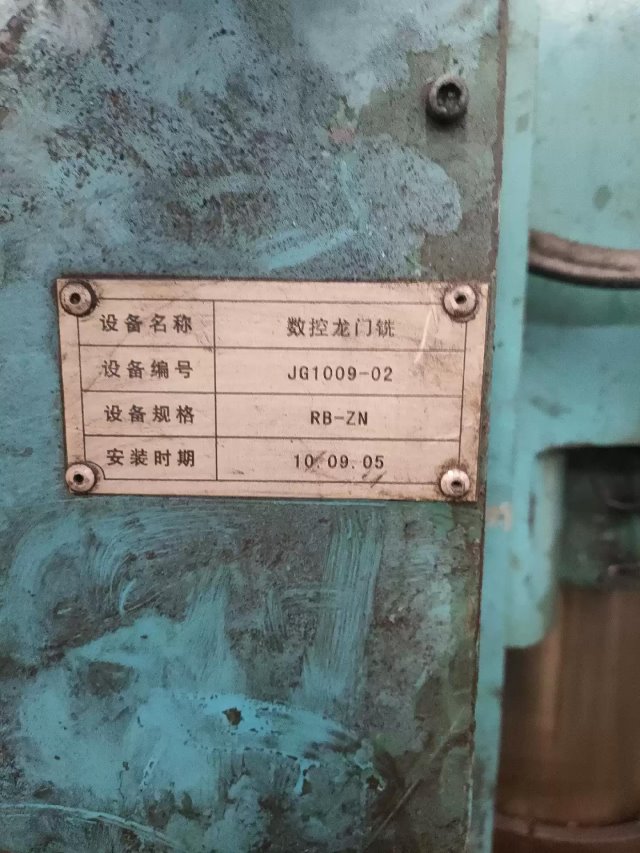 设备名称 数控龙门铣
设备编号 JG1009-02
设备规格 RB-ZN
安装时期 10.09.05